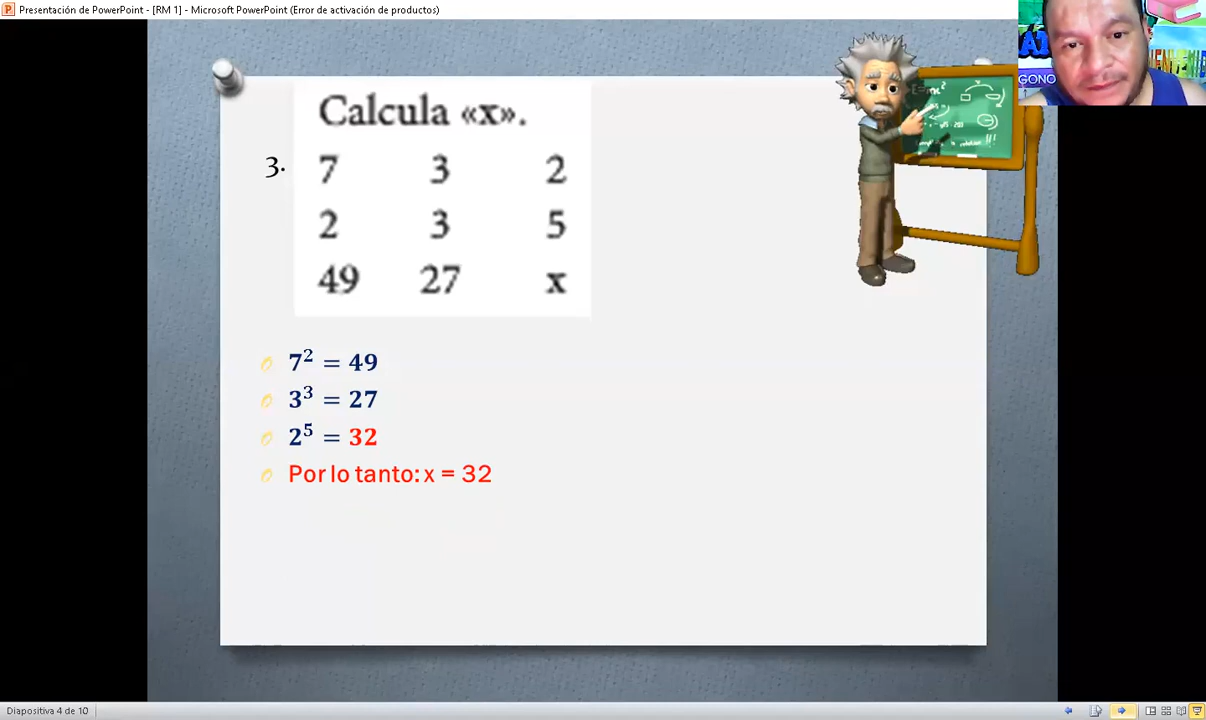 Presentación de PowerPoint - [RM 1] - Microsoft PowerPoint (Error de activación de productos)
GONO
Calcula «x».
3. 7 3 2
2 3 5
49 27 x
7² = 49
3³ = 27
2⁵ = 32
Por lo tanto: x = 32
Diapositiva 4 de 10